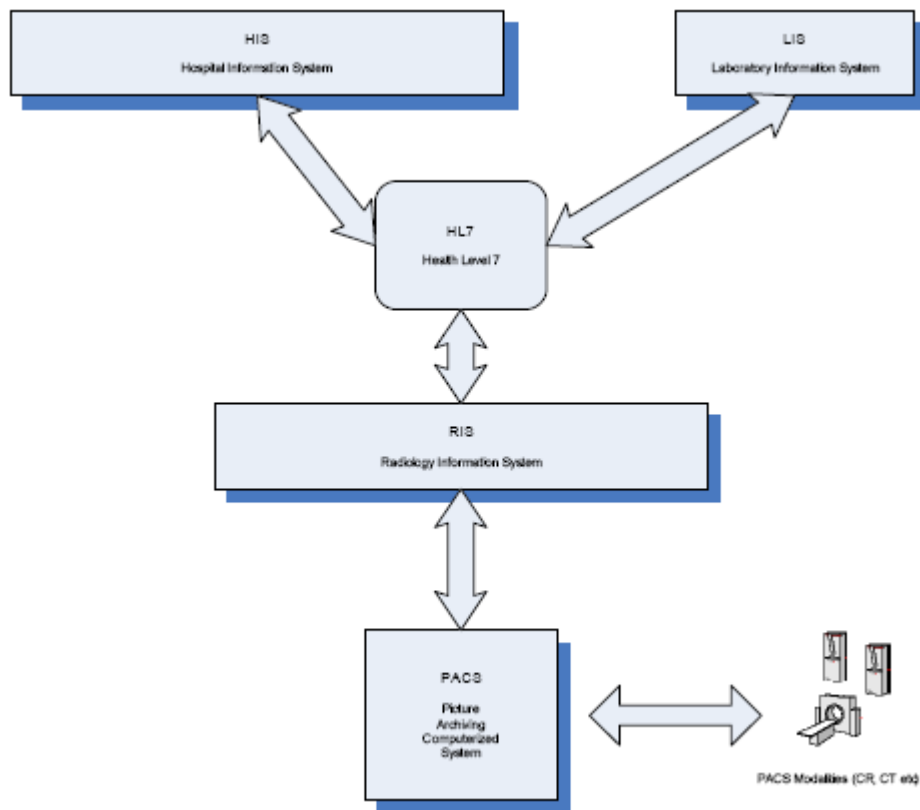 HIS
Hospital Information System
LIS
Laboratory Information System
HL7
Health Level 7
RIS
Radiology Information System
PACS
Picture
Archiving
Computerized
System
PACS Modalities (CR, CT etc)